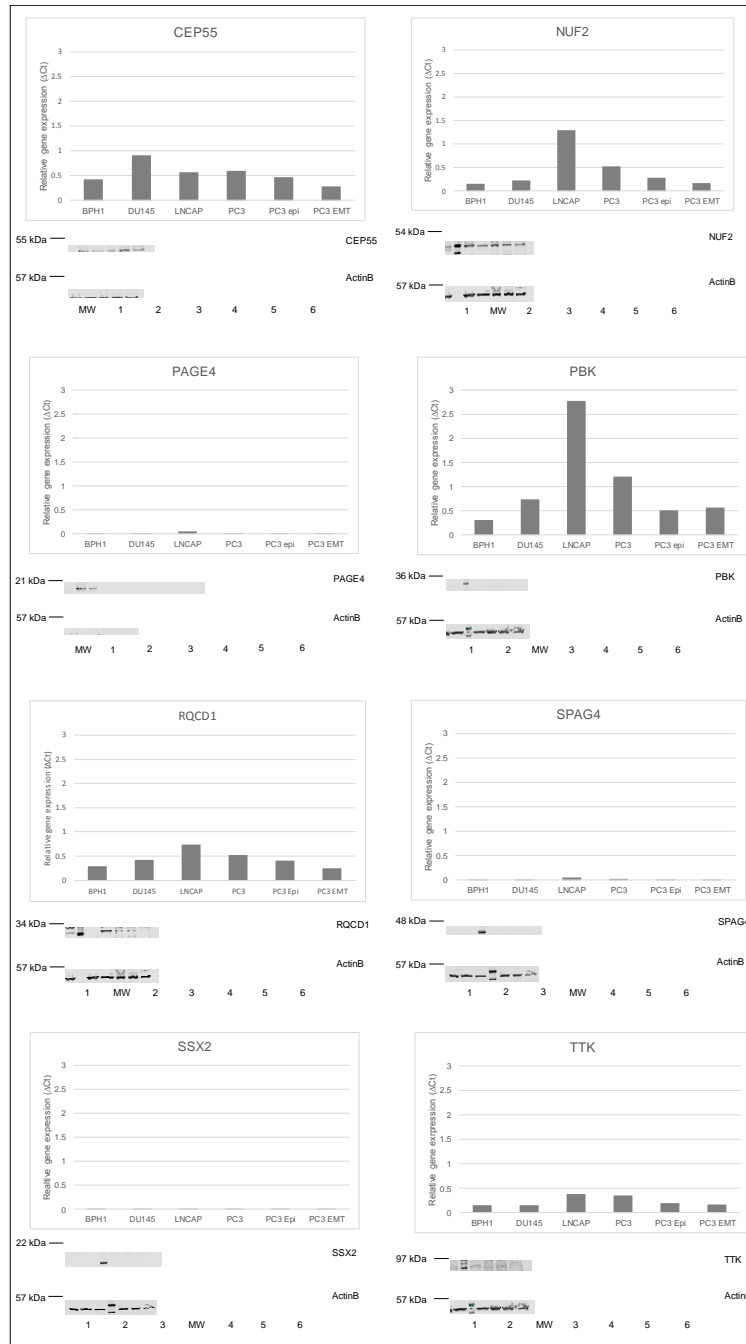 CEP55
Relative gene expression (ΔCt)
3
2.5
2
1.5
1
0.5
0
BPH1 DU145 LNCAP PC3 PC3 epi PC3 EMT
55 kDa
CEP55
57 kDa
ActinB
MW 1 2 3 4 5 6
NUF2
Relative gene expression (ΔCt)
3
2.5
2
1.5
1
0.5
0
BPH1 DU145 LNCAP PC3 PC3 epi PC3 EMT
54 kDa
NUF2
57 kDa
ActinB
1 MW 2 3 4 5 6
PAGE4
Relative gene expression (ΔCt)
3
2.5
2
1.5
1
0.5
0
BPH1 DU145 LNCAP PC3 PC3 epi PC3 EMT
21 kDa
PAGE4
57 kDa
ActinB
MW 1 2 3 4 5 6
PBK
Relative gene expression (ΔCt)
3
2.5
2
1.5
1
0.5
0
BPH1 DU145 LNCAP PC3 PC3 epi PC3 EMT
36 kDa
PBK
57 kDa
ActinB
1 2 MW 3 4 5 6
RQCD1
Relative gene expression (ΔCt)
3
2.5
2
1.5
1
0.5
0
BPH1 DU145 LNCAP PC3 PC3 Epi PC3 EMT
34 kDa
RQCD1
57 kDa
ActinB
1 MW 2 3 4 5 6
SPAG4
Relative gene expression (ΔCt)
3
2.5
2
1.5
1
0.5
0
BPH1 DU145 LNCAP PC3 PC3 Epi PC3 EMT
48 kDa
SPAG4
57 kDa
ActinB
1 2 3 MW 4 5 6
SSX2
Realtive gene expression (ΔCt)
3
2.5
2
1.5
1
0.5
0
BPH1 DU145 LNCAP PC3 PC3 Epi PC3 EMT
22 kDa
SSX2
57 kDa
ActinB
1 2 3 MW 4 5 6
TTK
Relative gene exrpression (ΔCt)
3
2.5
2
1.5
1
0.5
0
BPH1 DU145 LNCAP PC3 PC3 Epi PC3 EMT
97 kDa
TTK
57 kDa
ActinB
1 2 MW 3 4 5 6